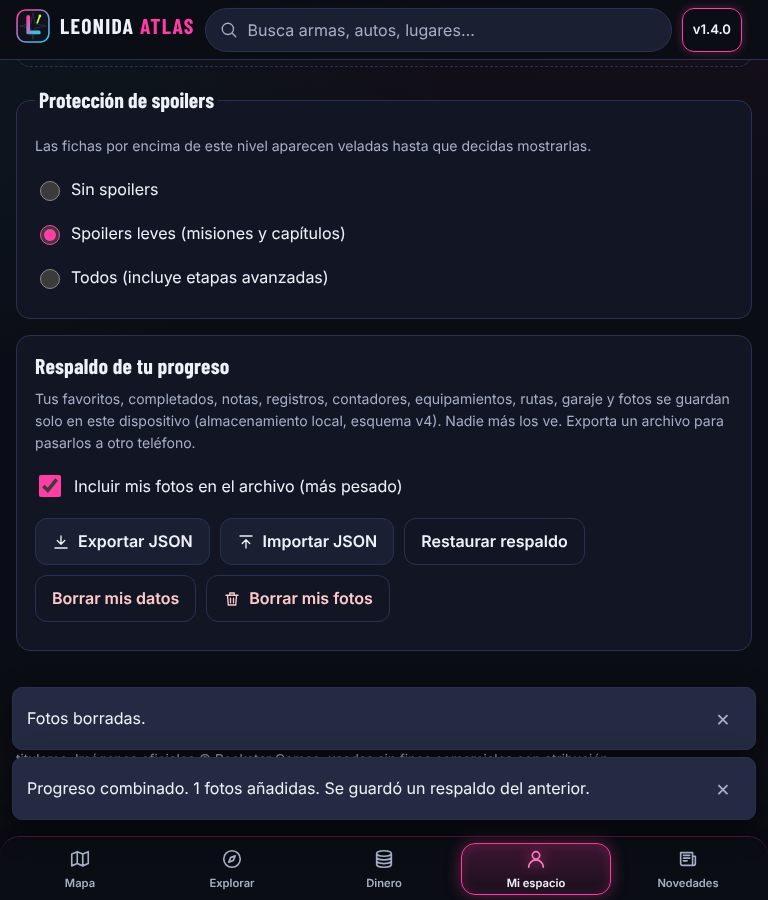 LEONIDA ATLAS
Busca armas, autos, lugares...
v1.4.0
Protección de spoilers
Las fichas por encima de este nivel aparecen veladas hasta que decidas mostrarlas.
Sin spoilers
Spoilers leves (misiones y capítulos)
Todos (incluye etapas avanzadas)
Respaldo de tu progreso
Tus favoritos, completados, notas, registros, contadores, equipamientos, rutas, garaje y fotos se guardan
solo en este dispositivo (almacenamiento local, esquema v4). Nadie más los ve. Exporta un archivo para
pasarlos a otro teléfono.
Incluir mis fotos en el archivo (más pesado)
Exportar JSON
Importar JSON
Restaurar respaldo
Borrar mis datos
Borrar mis fotos
Fotos borradas.
Progreso combinado. 1 fotos añadidas. Se guardó un respaldo del anterior.
Mapa
Explorar
Dinero
Mi espacio
Novedades